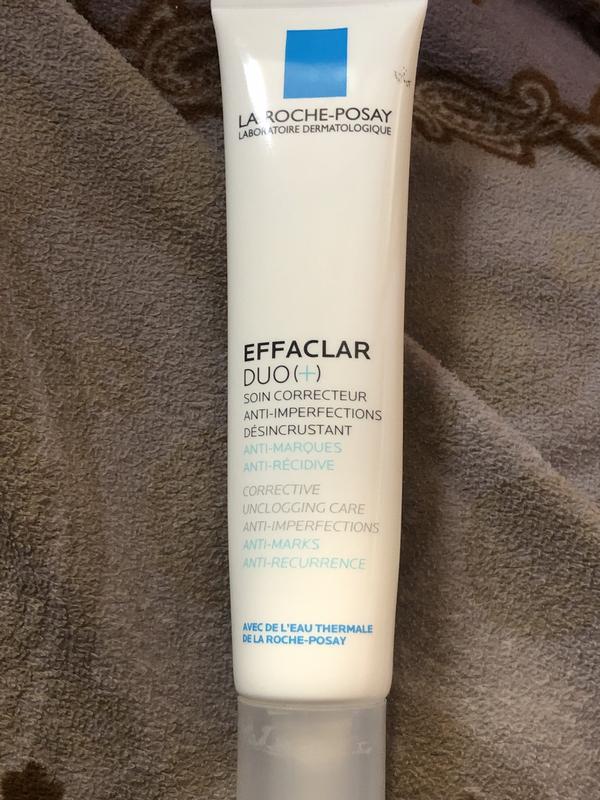 LA ROCHE-POSAY
LABORATOIRE DERMATOLOGIQUE
EFFACLAR
DUO(+)
SOIN CORRECTEUR
ANTI-IMPERFECTIONS
DÉSINCRUSTANT
ANTI-MARQUES
ANTI-RÉCIDIVE
CORRECTIVE
UNCLOGGING CARE
ANTI-IMPERFECTIONS
ANTI-MARKS
ANTI-RECURRENCE
AVEC DE L'EAU THERMALE
DE LA ROCHE-POSAY